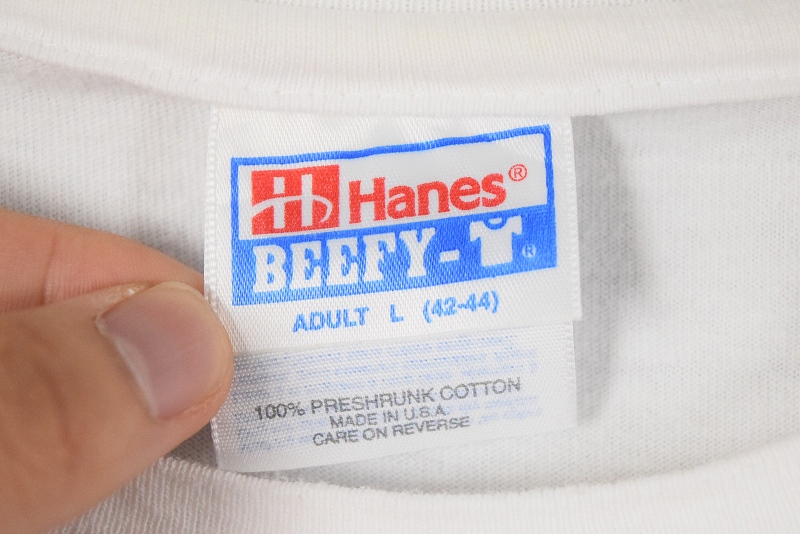 Hanes®
BEEFY-®
ADULT L (42-44)
100% PRESHRUNK COTTON
MADE IN U.S.A.
CARE ON REVERSE